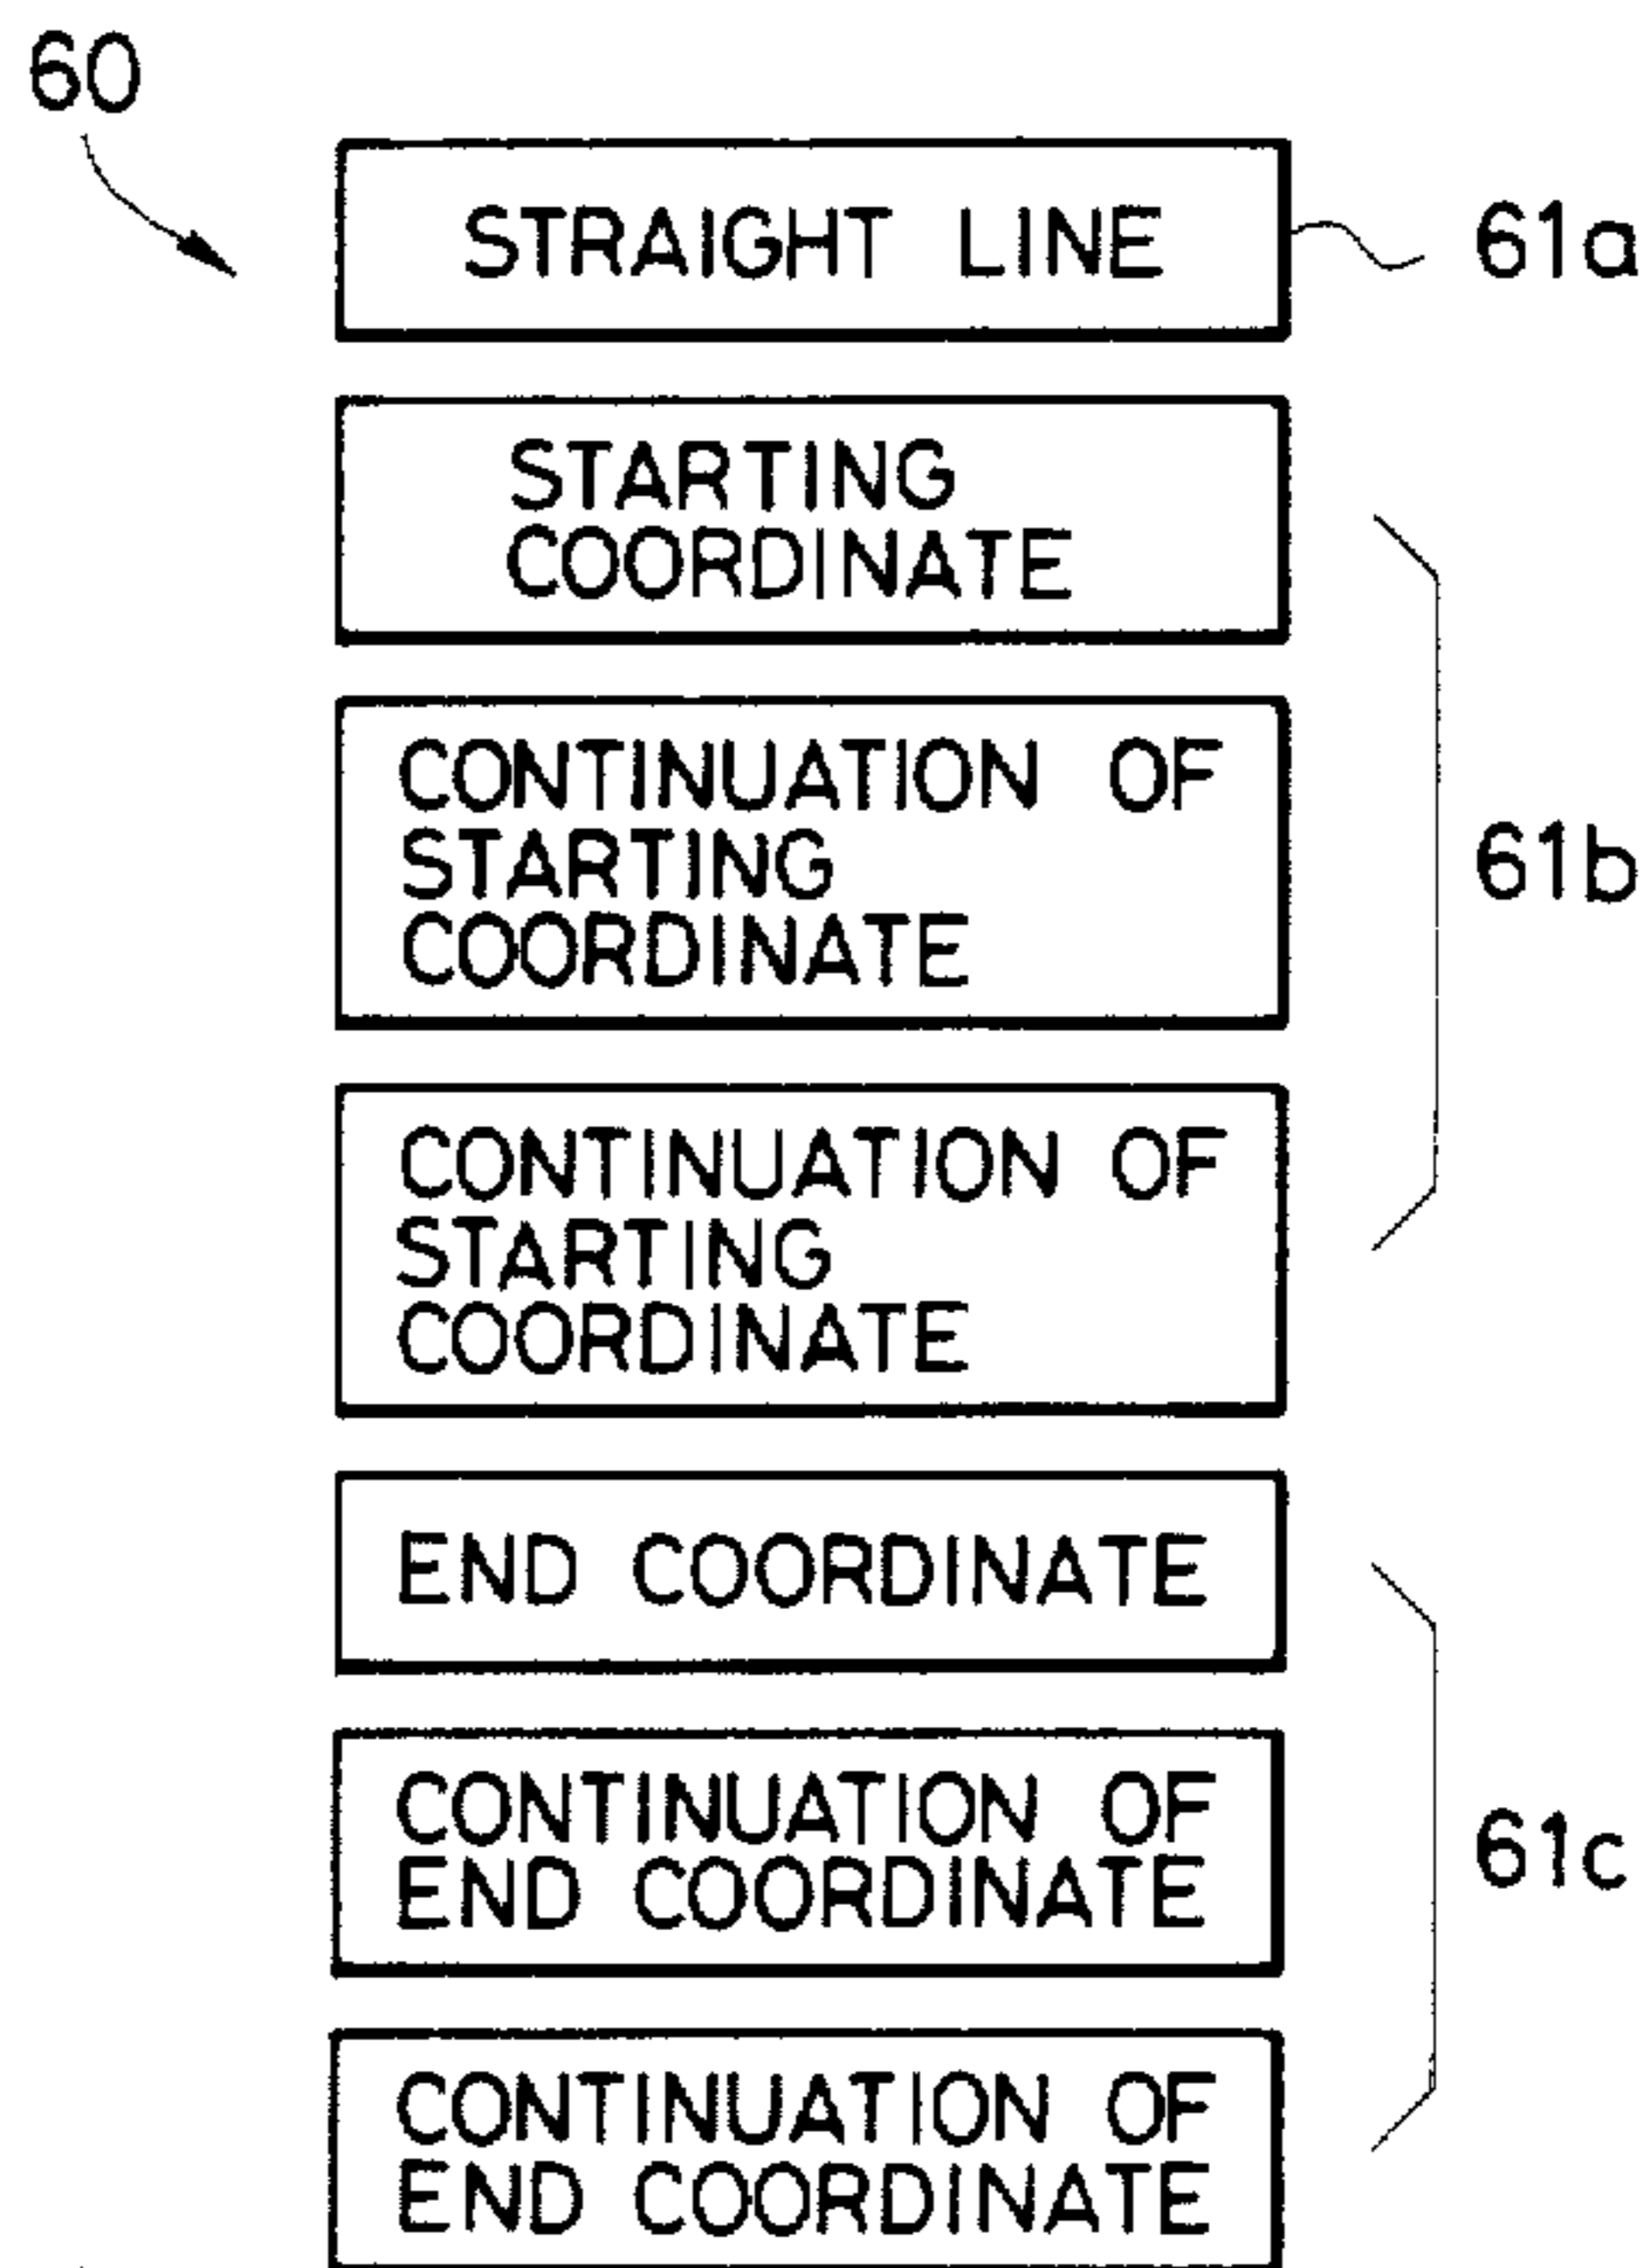 60
STRAIGHT LINE
61a
STARTING
COORDINATE
CONTINUATION OF
STARTING
COORDINATE
61b
CONTINUATION OF
STARTING
COORDINATE
END COORDINATE
CONTINUATION OF
END COORDINATE
61c
CONTINUATION OF
END COORDINATE